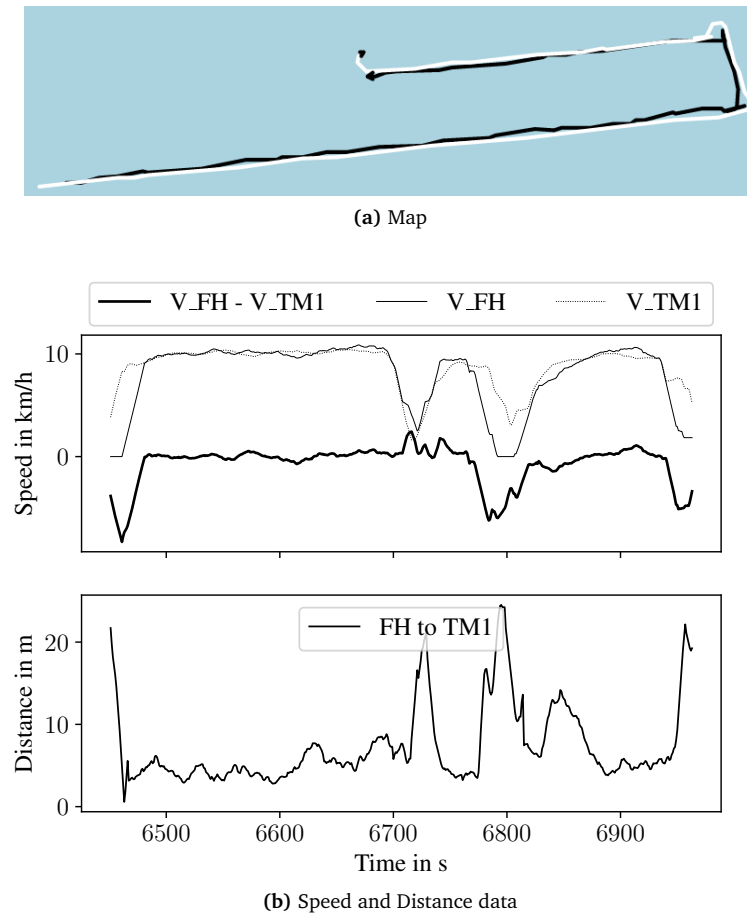 (a) Map
V_FH - V_TM1 V_FH V_TM1
10
0
Speed in km/h
FH to TM1
20
10
0
Distance in m
6500 6600 6700 6800 6900
Time in s
(b) Speed and Distance data